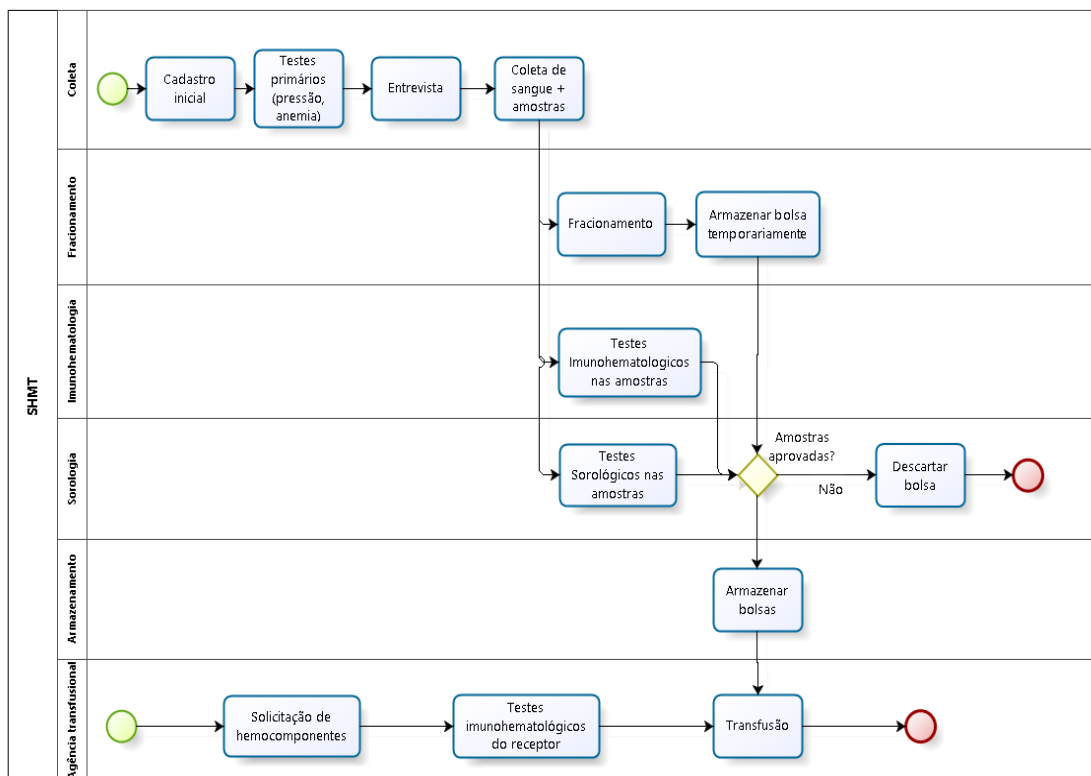 SHMT
Coleta
Cadastro
inicial
Testes
primários
(pressão,
anemia)
Entrevista
Coleta de
sangue +
amostras
Fracionamento
Fracionamento
Armazenar bolsa
temporariamente
Imunohematologia
Testes
Imunohematologicos
nas amostras
Sorologia
Testes
Sorológicos nas
amostras
Amostras
aprovadas?
Não
Descartar
bolsa
Armazenamento
Armazenar
bolsas
Agência transfusional
Solicitação de
hemocomponentes
Testes
imunohematológicos
do receptor
Transfusão